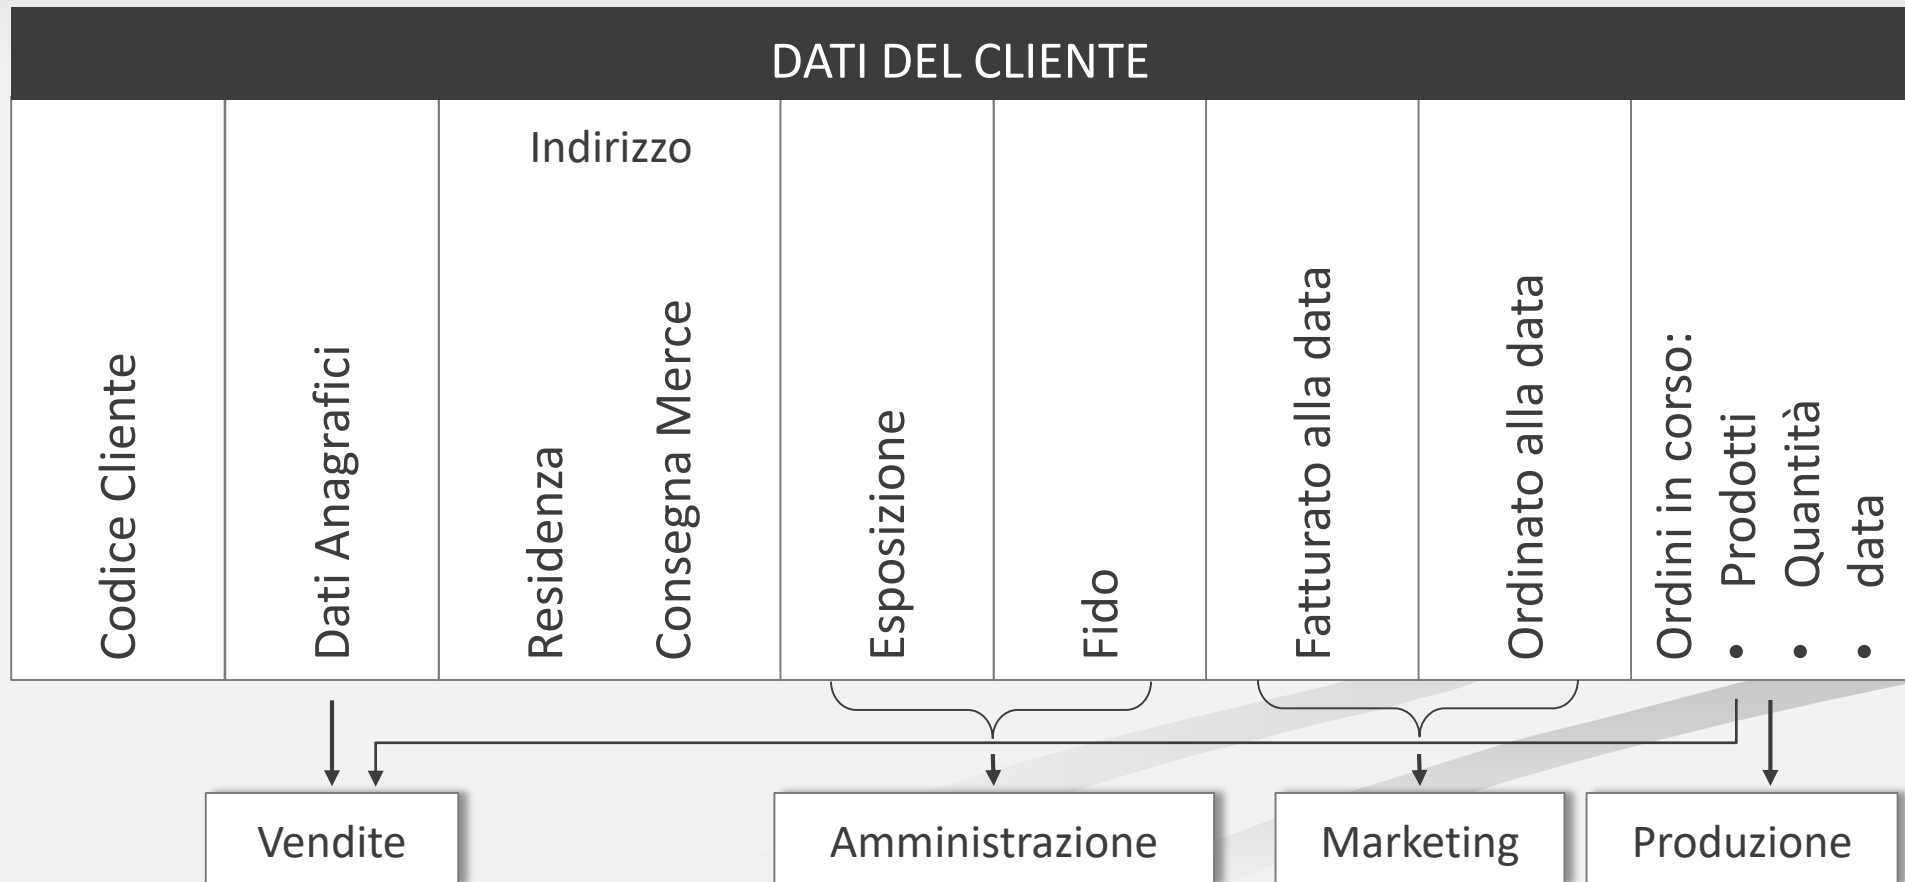 DATI DEL CLIENTE
Codice Cliente
Dati Anagrafici
Indirizzo
Residenza
Consegna Merce
Esposizione
Fido
Fatturato alla data
Ordinato alla data
Ordini in corso:
• Prodotti
• Quantità
• data
Vendite
Amministrazione
Marketing
Produzione